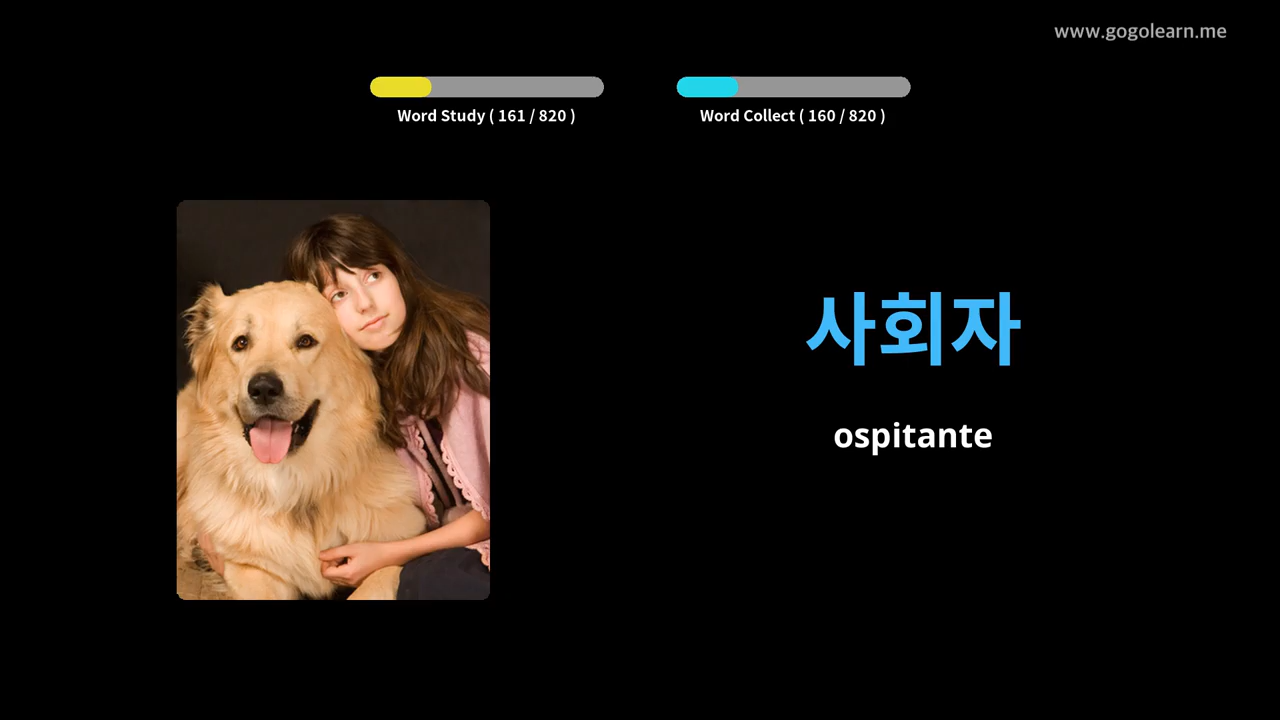 www.gogolearn.me
Word Study ( 161 / 820 )
Word Collect ( 160 / 820 )
사회자
ospitante